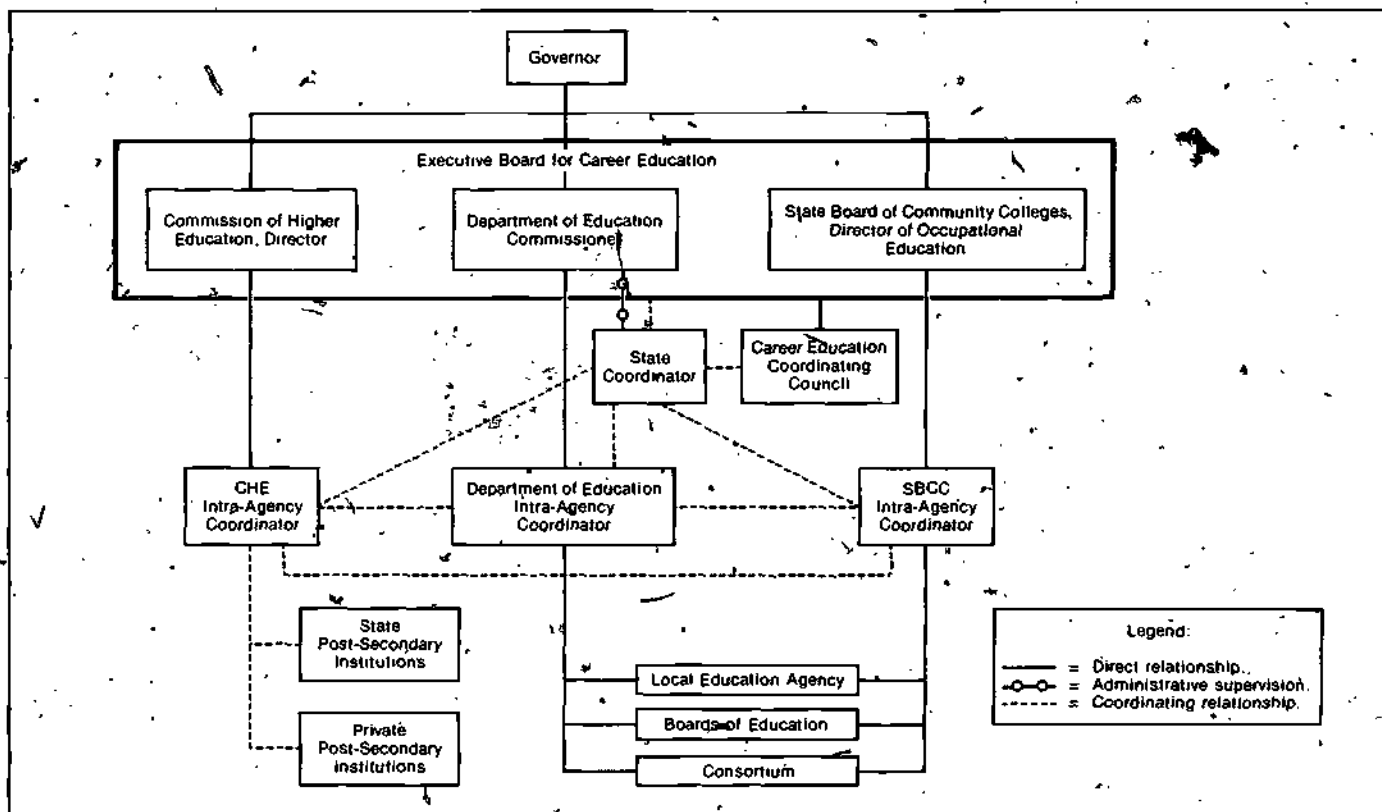 Governor
Executive Board for Career Education
Commission of Higher
Education, Director
Department of Education
Commissioner
State Board of Community Colleges,
Director of Occupational
Education
State
Coordinator
Career Education
Coordinating
Council
CHE
Intra-Agency
Coordinator
Department of Education
Intra-Agency
Coordinator
SBCC
Intra-Agency
Coordinator
State
Post-Secondary
Institutions
Private
Post-Secondary
Institutions
Local Education Agency
Boards of Education
Consortium
Legend:
= Direct relationship.
= Administrative supervision.
= Coordinating relationship.